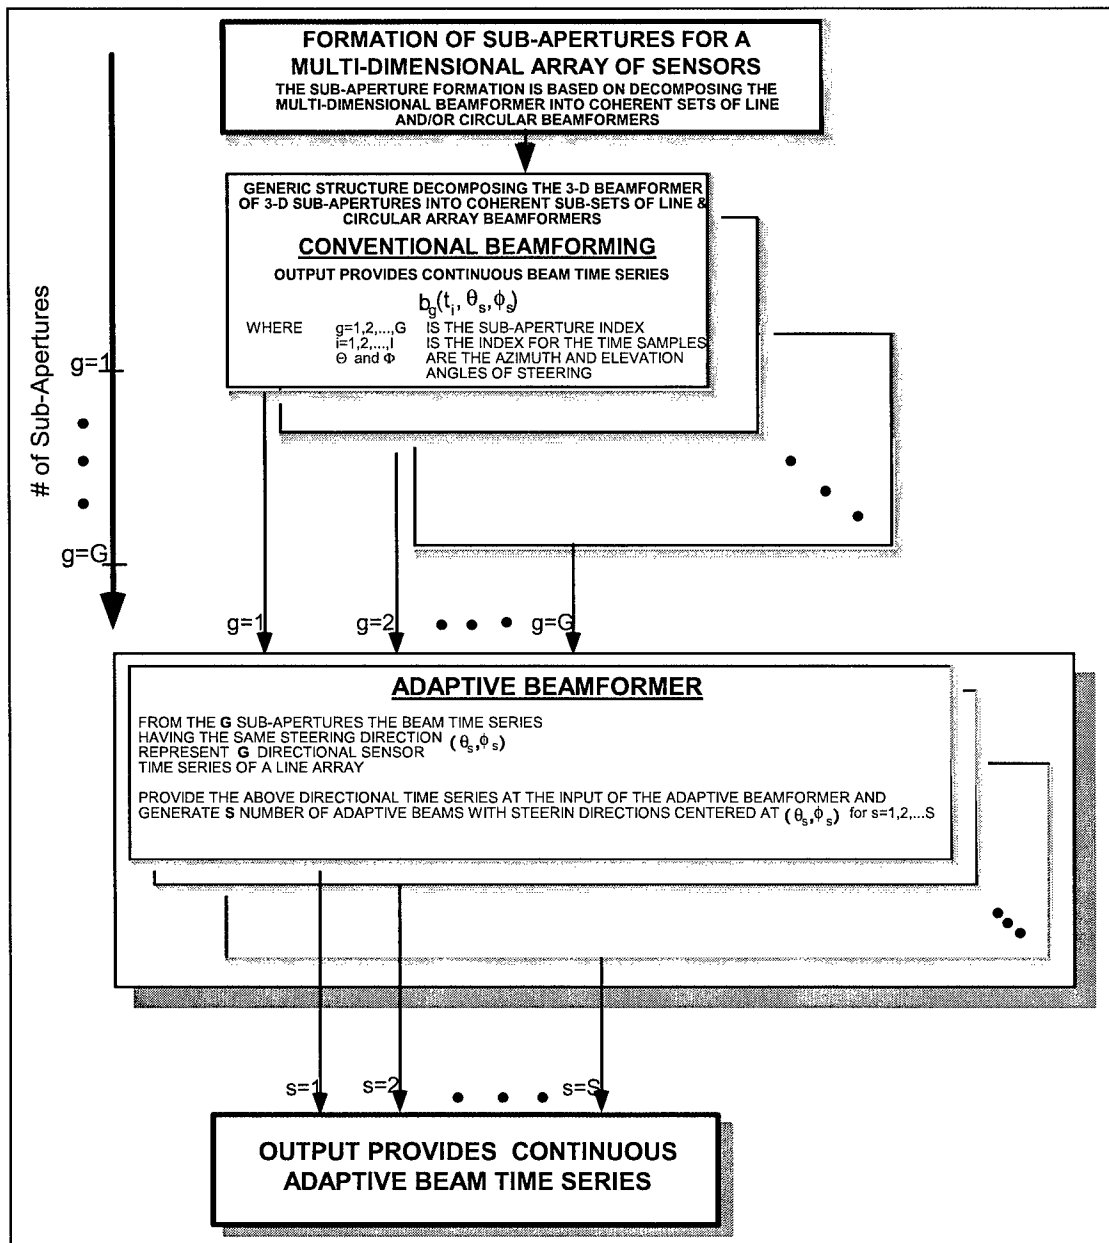 FORMATION OF SUB-APERTURES FOR A
MULTI-DIMENSIONAL ARRAY OF SENSORS
THE SUB-APERTURE FORMATION IS BASED ON DECOMPOSING THE
MULTI-DIMENSIONAL BEAMFORMER INTO COHERENT SETS OF LINE
AND/OR CIRCULAR BEAMFORMERS
GENERIC STRUCTURE DECOMPOSING THE 3-D BEAMFORMER
OF 3-D SUB-APERTURES INTO COHERENT SUB-SETS OF LINE &
CIRCULAR ARRAY BEAMFORMERS
CONVENTIONAL BEAMFORMING
OUTPUT PROVIDES CONTINUOUS BEAM TIME SERIES
b_g(t_i, θ_s, ϕ_s)
WHERE g=1,2,...,G IS THE SUB-APERTURE INDEX
i=1,2,...,I IS THE INDEX FOR THE TIME SAMPLES
Θ and Φ ARE THE AZIMUTH AND ELEVATION
ANGLES OF STEERING
# of Sub-Apertures
g=1
g=G
g=1 g=2 g=G
ADAPTIVE BEAMFORMER
FROM THE G SUB-APERTURES THE BEAM TIME SERIES
HAVING THE SAME STEERING DIRECTION (θ_s,ϕ_s)
REPRESENT G DIRECTIONAL SENSOR
TIME SERIES OF A LINE ARRAY
PROVIDE THE ABOVE DIRECTIONAL TIME SERIES AT THE INPUT OF THE ADAPTIVE BEAMFORMER AND
GENERATE S NUMBER OF ADAPTIVE BEAMS WITH STEERIN DIRECTIONS CENTERED AT (θ_s,ϕ_s) for s=1,2,...S
s=1 s=2 s=S
OUTPUT PROVIDES CONTINUOUS
ADAPTIVE BEAM TIME SERIES